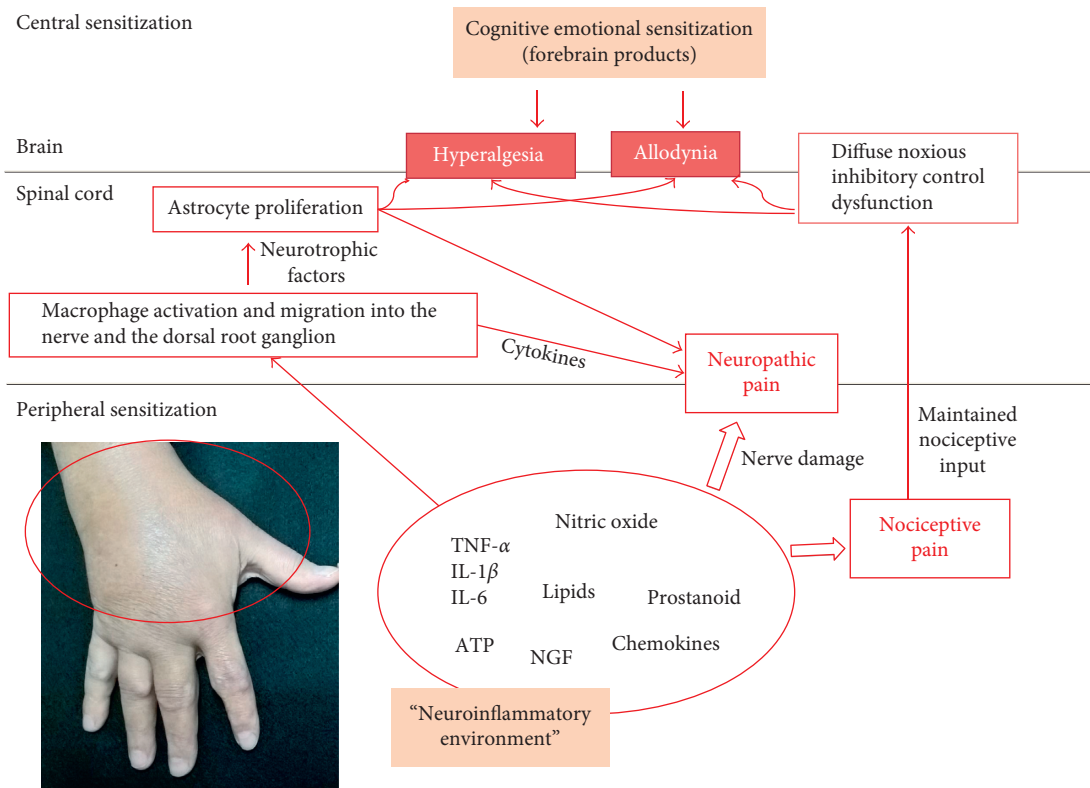 Central sensitization
Cognitive emotional sensitization
(forebrain products)
Brain
Hyperalgesia
Allodynia
Diffuse noxious
inhibitory control
dysfunction
Spinal cord
Astrocyte proliferation
Neurotrophic
factors
Macrophage activation and migration into the
nerve and the dorsal root ganglion
Cytokines
Neuropathic
pain
Peripheral sensitization
Maintained
nociceptive
input
Nerve damage
Nitric oxide
Nociceptive
pain
TNF-α
IL-1β
IL-6
Lipids
Prostanoid
ATP
NGF
Chemokines
“Neuroinflammatory
environment”